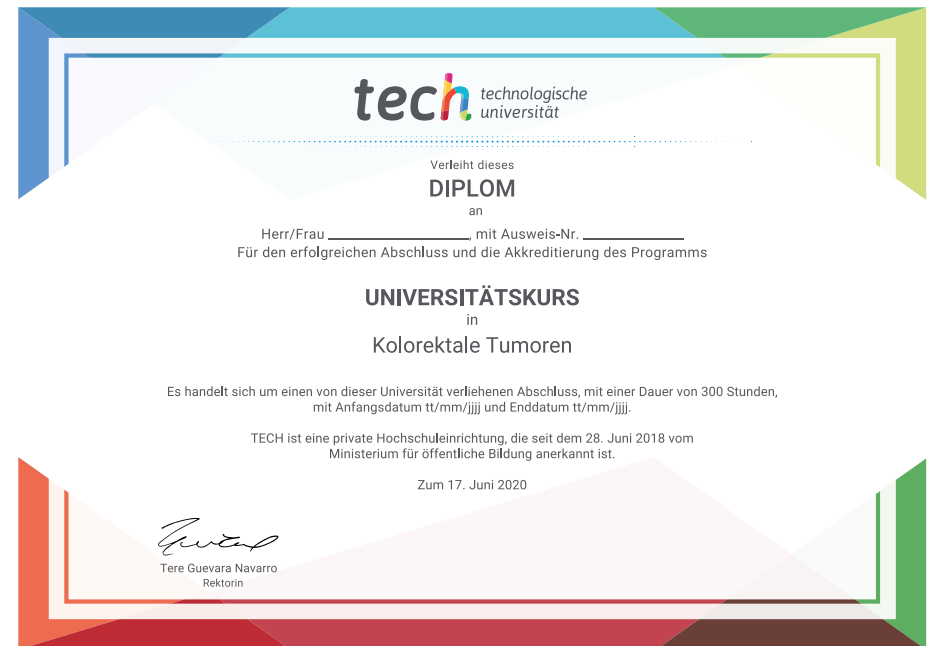 tech technologische
universität
Verleiht dieses
DIPLOM
an
Herr/Frau ____________________, mit Ausweis-Nr. ______________
Für den erfolgreichen Abschluss und die Akkreditierung des Programms
UNIVERSITÄTSKURS
in
Kolorektale Tumoren
Es handelt sich um einen von dieser Universität verliehenen Abschluss, mit einer Dauer von 300 Stunden,
mit Anfangsdatum tt/mm/jjjj und Enddatum tt/mm/jjjj.
TECH ist eine private Hochschuleinrichtung, die seit dem 28. Juni 2018 vom
Ministerium für öffentliche Bildung anerkannt ist.
Zum 17. Juni 2020
Tere Guevara Navarro
Rektorin